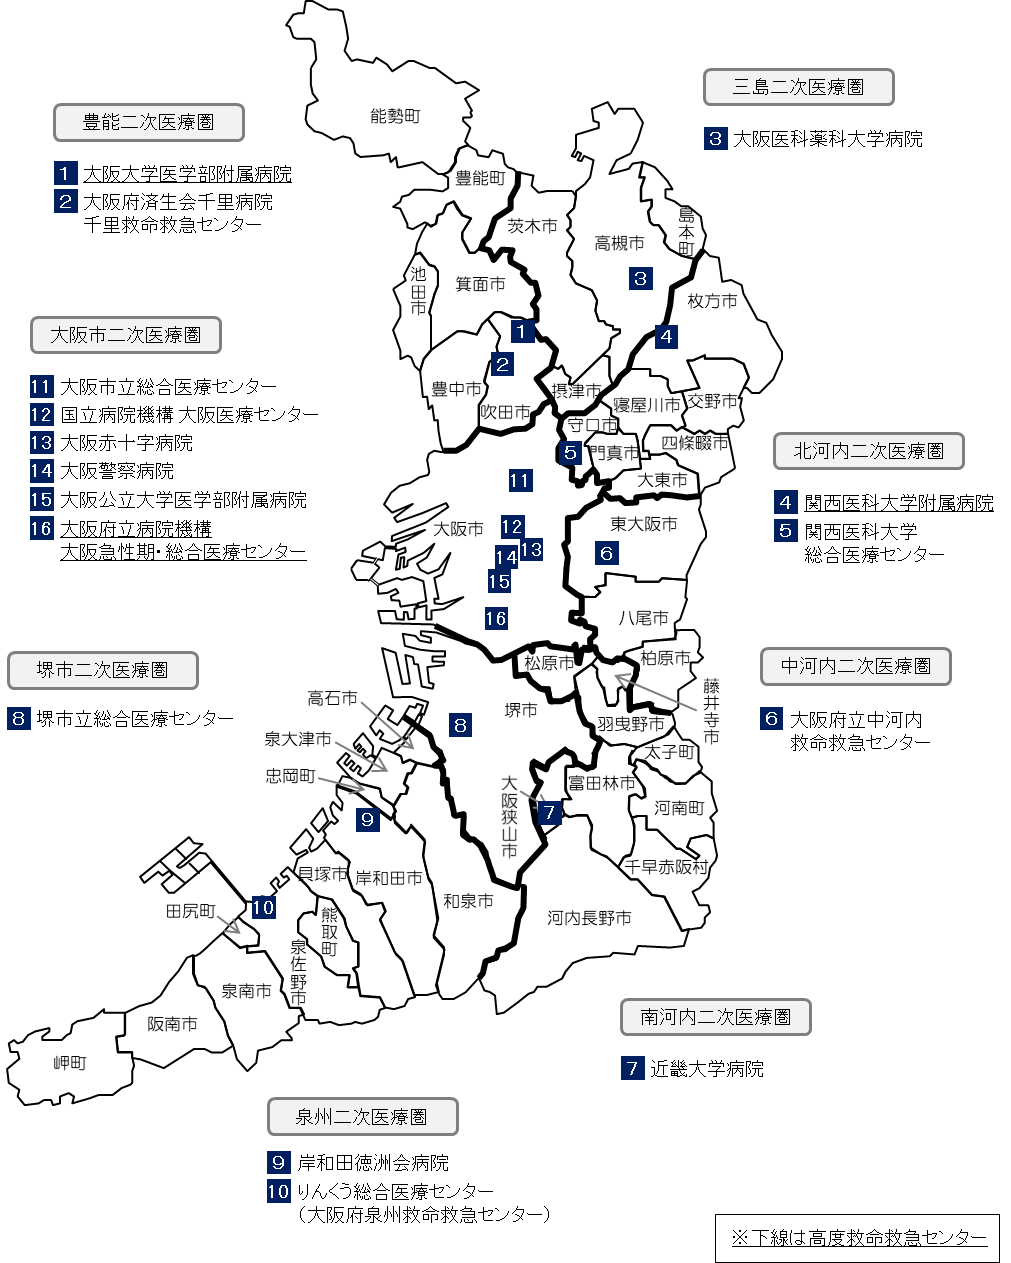 豊能二次医療圏
1 大阪大学医学部附属病院
2 大阪府済生会千里病院
千里救命救急センター
三島二次医療圏
3 大阪医科薬科大学病院
大阪市二次医療圏
11 大阪市立総合医療センター
12 国立病院機構 大阪医療センター
13 大阪赤十字病院
14 大阪警察病院
15 大阪公立大学医学部附属病院
16 大阪府立病院機構
大阪急性期・総合医療センター
北河内二次医療圏
4 関西医科大学附属病院
5 関西医科大学
総合医療センター
堺市二次医療圏
8 堺市立総合医療センター
中河内二次医療圏
6 大阪府立中河内
救命救急センター
南河内二次医療圏
7 近畿大学病院
泉州二次医療圏
9 岸和田徳洲会病院
10 りんくう総合医療センター
（大阪府泉州救命救急センター）
※下線は高度救命救急センター
能勢町
豊能町
茨木市
高槻市
島本町
池田市
箕面市
枚方市
3
1
4
2
豊中市
吹田市
摂津市
寝屋川市
交野市
守口市
門真市
四條畷市
5
大東市
11
大阪市
12
13
14
15
16
東大阪市
6
八尾市
松原市
柏原市
藤井寺市
高石市
堺市
8
羽曳野市
泉大津市
太子町
忠岡町
大阪狭山市
富田林市
7
河南町
9
千早赤阪村
貝塚市
岸和田市
和泉市
河内長野市
10
田尻町
熊取町
泉佐野市
泉南市
阪南市
岬町